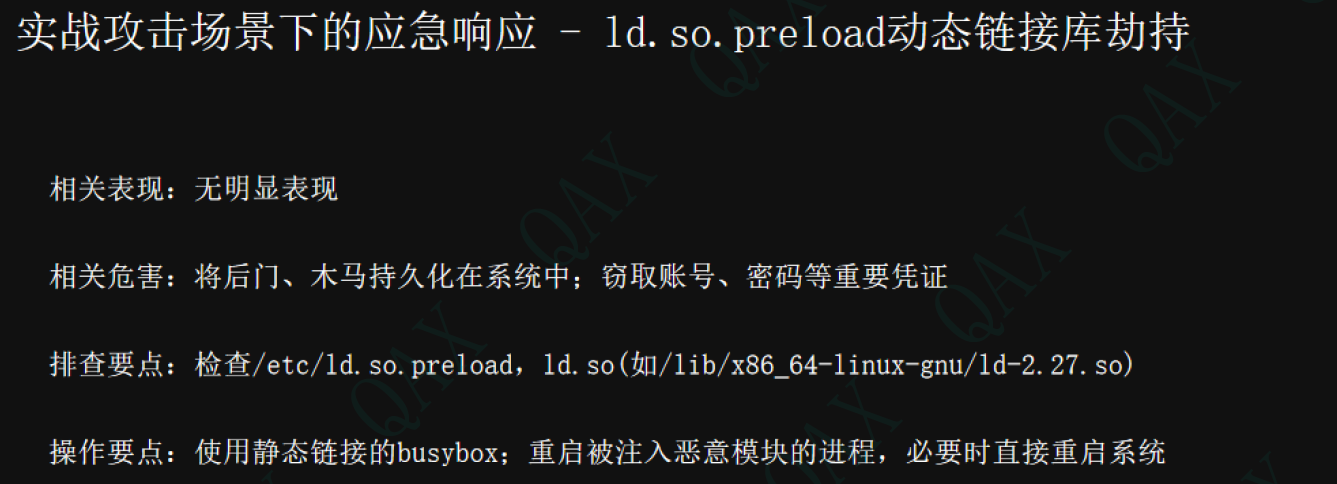 实战攻击场景下的应急响应 - ld.so.preload动态链接库劫持
相关表现：无明显表现
相关危害：将后门、木马持久化在系统中；窃取账号、密码等重要凭证
排查要点：检查/etc/ld.so.preload，ld.so(如/lib/x86_64-linux-gnu/ld-2.27.so)
操作要点：使用静态链接的busybox；重启被注入恶意模块的进程，必要时直接重启系统
QAX
QAX
QAX
QAX
QAX
QAX